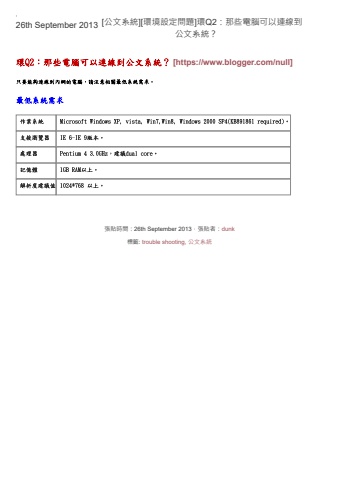 26th September 2013 [公文系統][環境設定問題]環Q2：那些電腦可以連線到
公文系統？
環Q2：那些電腦可以連線到公文系統？ [https://www.blogger.com/null]
只要能夠連線到內網的電腦，請注意相關最低系統需求。
最低系統需求
作業系統 Microsoft Windows XP, vista, Win7,Win8, Windows 2000 SP4(KB891861 required)。
支援瀏覽器 IE 6~IE 9版本。
處理器 Pentium 4 3.0GHz，建議dual core。
記憶體 1GB RAM以上。
解析度建議值 1024*768 以上。
張貼時間：26th September 2013，張貼者：dunk
標籤: trouble shooting, 公文系統